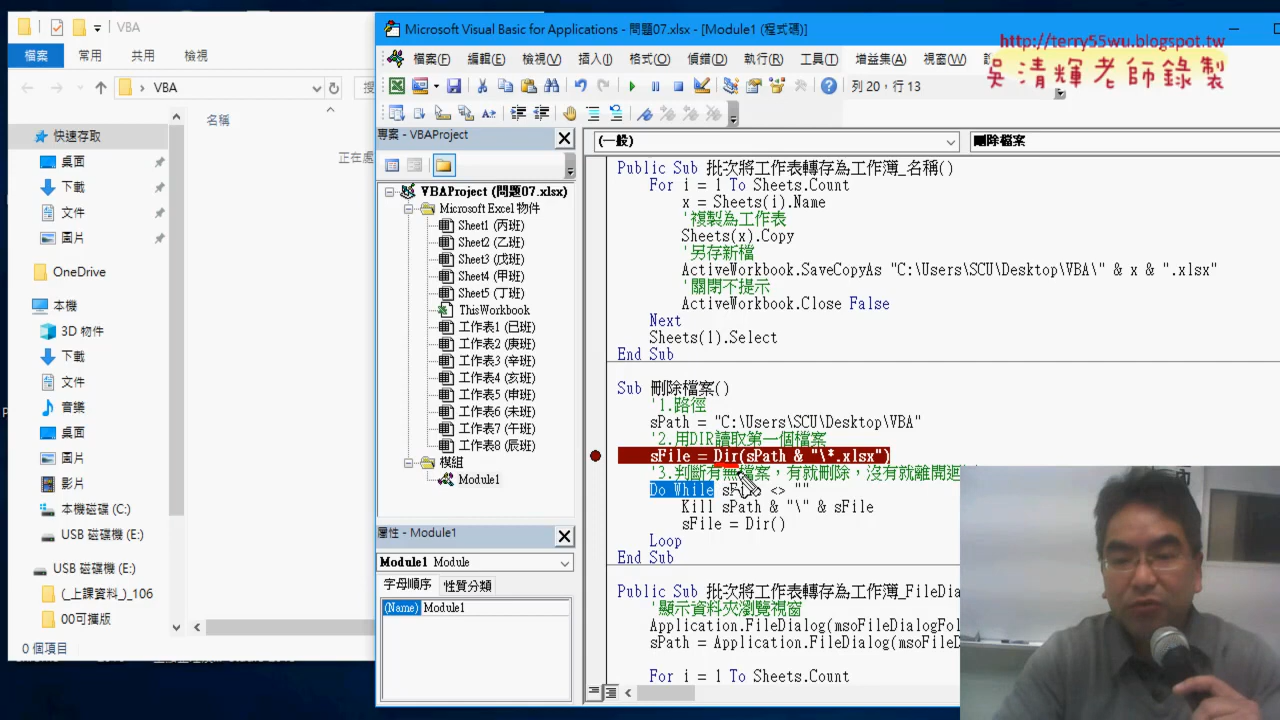 VBA
檔案 常用 共用 檢視
VBA
名稱
快速存取
桌面
下載
文件
圖片
OneDrive
本機
3D 物件
下載
文件
音樂
桌面
圖片
影片
本機磁碟 (C:)
USB 磁碟機 (E:)
USB 磁碟機 (E:)
(_上課資料_)_106
00可攜版
0 個項目
Microsoft Visual Basic for Applications - 問題07.xlsx - [Module1 (程式碼)]
檔案(F) 編輯(E) 檢視(V) 插入(I) 格式(O) 偵錯(D) 執行(R) 工具(T) 增益集(A) 視窗(W)
http://terry55wu.blogspot.tw
吳清輝老師錄製
列 20，行 13
專案 - VBAProject
VBAProject (問題07.xlsx)
Microsoft Excel 物件
Sheet1 (丙班)
Sheet2 (乙班)
Sheet3 (戊班)
Sheet4 (甲班)
Sheet5 (丁班)
ThisWorkbook
工作表1 (巳班)
工作表2 (庚班)
工作表3 (辛班)
工作表4 (亥班)
工作表5 (申班)
工作表6 (未班)
工作表7 (午班)
工作表8 (辰班)
模組
Module1
屬性 - Module1
Module1 Module
字母順序 性質分類
(Name) Module1
(一般) 刪除檔案
Public Sub 批次將工作表轉存為工作簿_名稱()
For i = 1 To Sheets.Count
x = Sheets(i).Name
'複製為工作表
Sheets(x).Copy
'另存新檔
ActiveWorkbook.SaveCopyAs "C:\Users\SCU\Desktop\VBA\" & x & ".xlsx"
'關閉不提示
ActiveWorkbook.Close False
Next
Sheets(1).Select
End Sub
Sub 刪除檔案()
'1.路徑
sPath = "C:\Users\SCU\Desktop\VBA"
'2.用DIR讀取第一個檔案
sFile = Dir(sPath & "\*.xlsx")
'3.判斷有無檔案，有就刪除，沒有就離開迴
Do While <> ""
Kill sPath & "\" & sFile
sFile = Dir()
Loop
End Sub
Public Sub 批次將工作表轉存為工作簿_FileDia
'顯示資料夾瀏覽視窗
Application.FileDialog(msoFileDialogFol
sPath = Application.FileDialog(msoFileD
For i = 1 To Sheets.Count